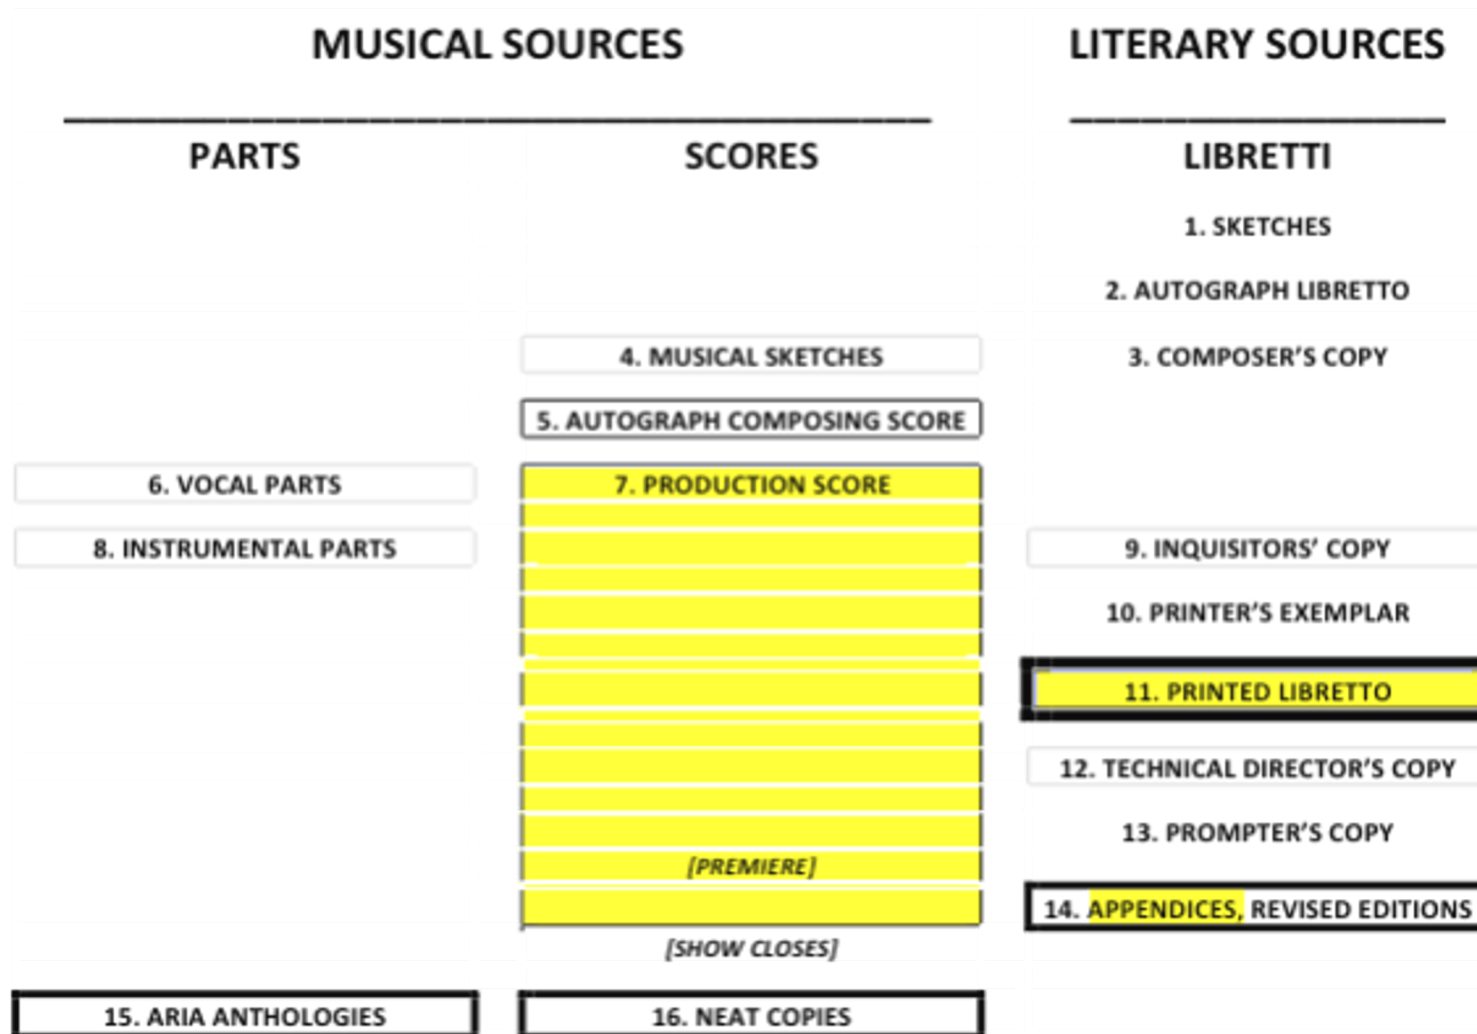 MUSICAL SOURCES
LITERARY SOURCES
PARTS
SCORES
LIBRETTI
1. SKETCHES
2. AUTOGRAPH LIBRETTO
4. MUSICAL SKETCHES
3. COMPOSER’S COPY
5. AUTOGRAPH COMPOSING SCORE
6. VOCAL PARTS
7. PRODUCTION SCORE
8. INSTRUMENTAL PARTS
9. INQUISITORS’ COPY
10. PRINTER’S EXEMPLAR
11. PRINTED LIBRETTO
12. TECHNICAL DIRECTOR’S COPY
13. PROMPTER’S COPY
[PREMIERE]
14. APPENDICES, REVISED EDITIONS
[SHOW CLOSES]
15. ARIA ANTHOLOGIES
16. NEAT COPIES